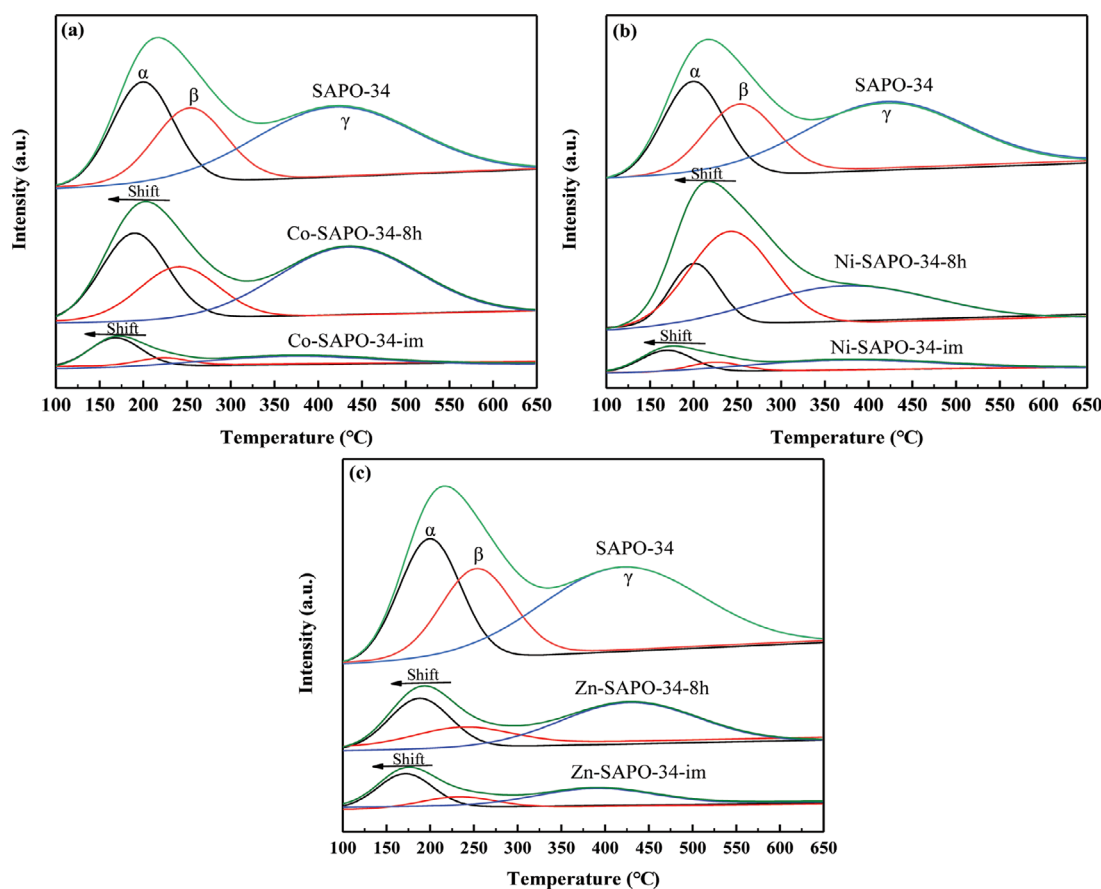 (a)
α
β
SAPO-34
γ
Shift
Co-SAPO-34-8h
Shift
Co-SAPO-34-im
Intensity (a.u.)
100 150 200 250 300 350 400 450 500 550 600 650
Temperature (°C)
(b)
α
β
SAPO-34
γ
Shift
Ni-SAPO-34-8h
Shift
Ni-SAPO-34-im
Intensity (a.u.)
100 150 200 250 300 350 400 450 500 550 600 650
Temperature (°C)
(c)
α
β
SAPO-34
γ
Shift
Zn-SAPO-34-8h
Shift
Zn-SAPO-34-im
Intensity (a.u.)
100 150 200 250 300 350 400 450 500 550 600 650
Temperature (°C)